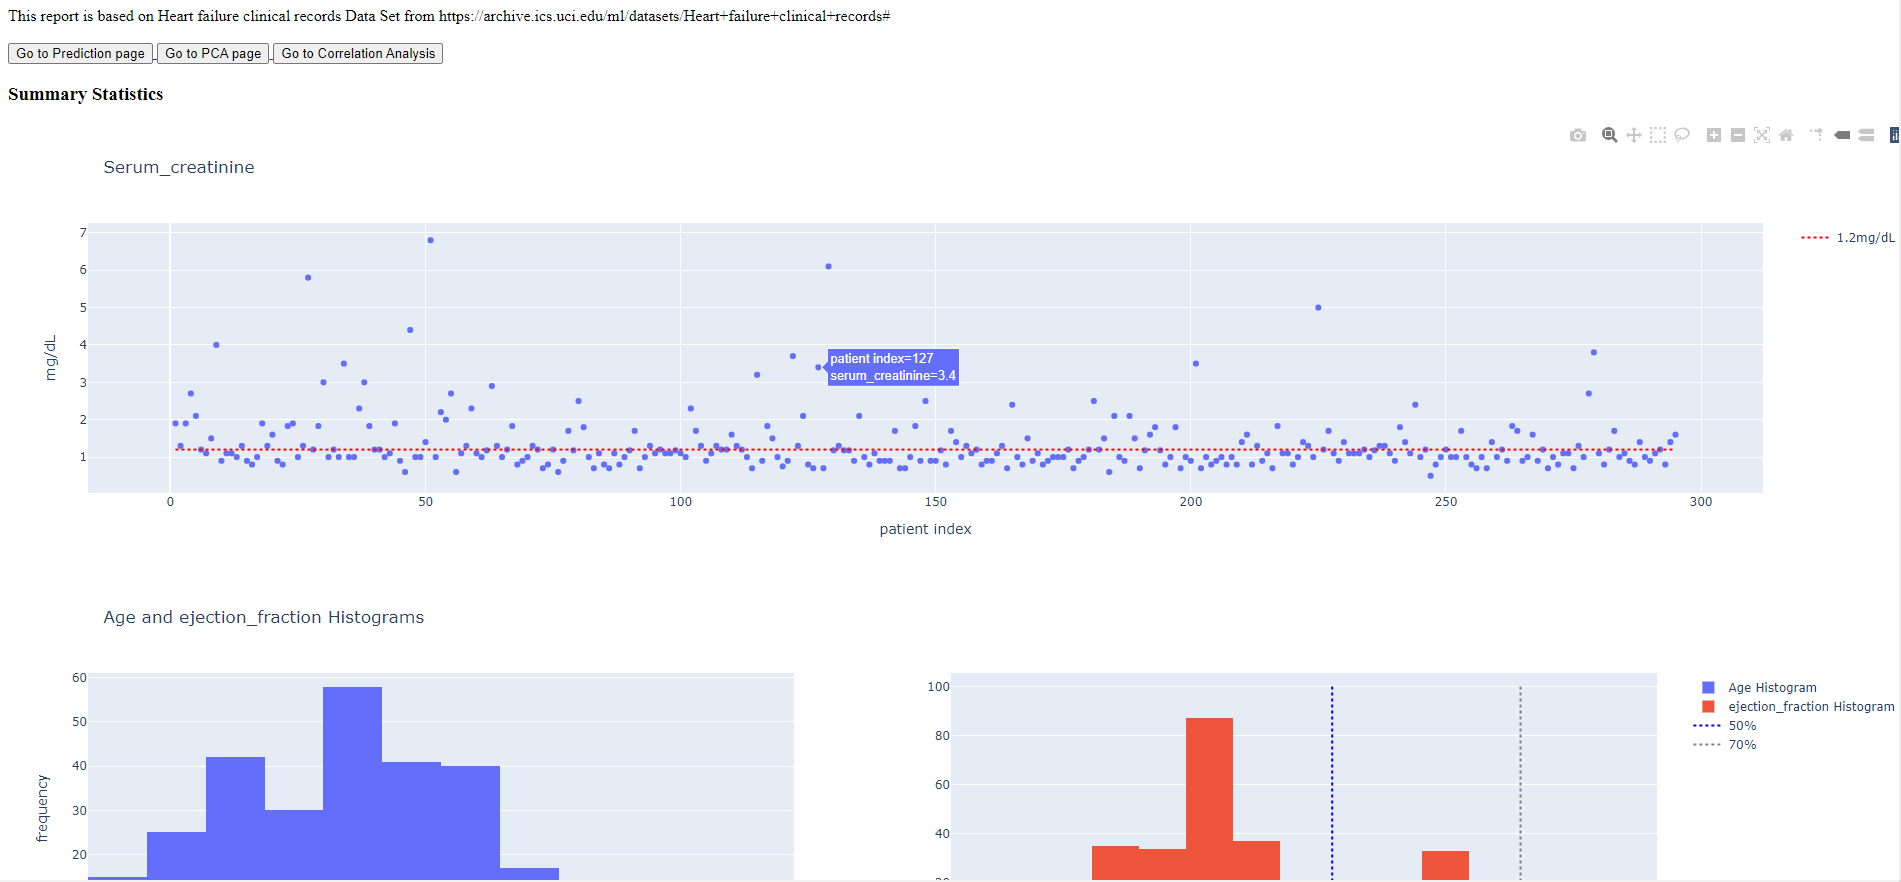 This report is based on Heart failure clinical records Data Set from https://archive.ics.uci.edu/ml/datasets/Heart+failure+clinical+records#
Go to Prediction page Go to PCA page Go to Correlation Analysis
Summary Statistics
Serum_creatinine
7
6
5
4
3
2
1
mg/dL
patient index=127
serum_creatinine=3.4
1.2mg/dL
0 50 100 150 200 250 300
patient index
Age and ejection_fraction Histograms
60
50
40
30
20
frequency
100
80
60
40
20
Age Histogram
ejection_fraction Histogram
50%
70%